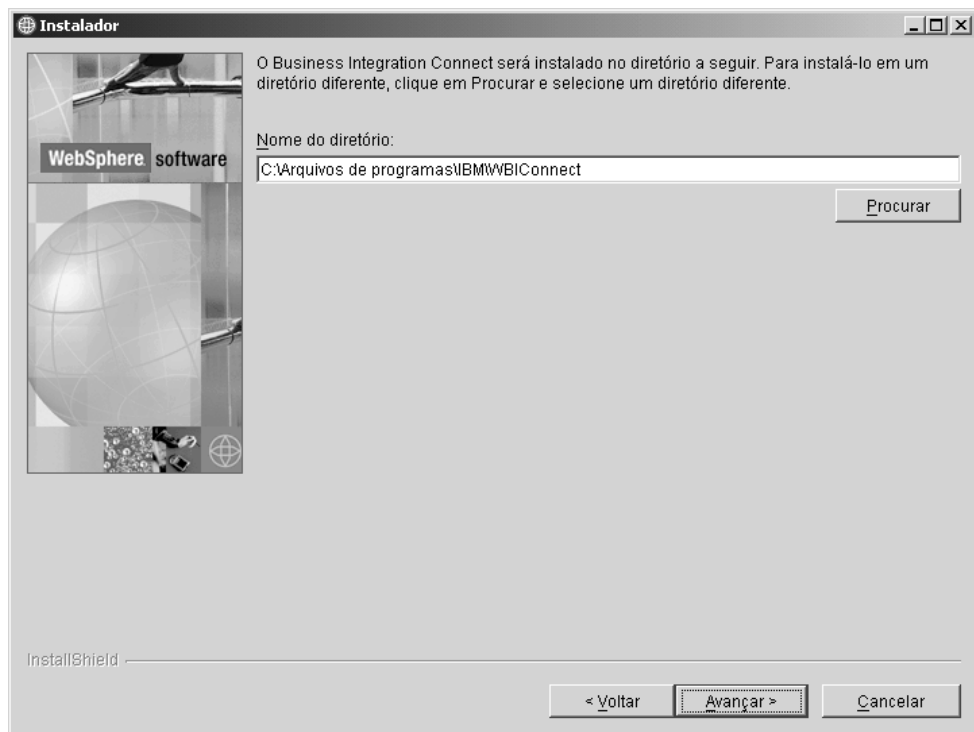 Instalador
O Business Integration Connect será instalado no diretório a seguir. Para instalá-lo em um
diretório diferente, clique em Procurar e selecione um diretório diferente.
WebSphere software
Nome do diretório:
C:\Arquivos de programas\IBM\WBIConnect
Procurar
InstallShield
< Voltar
Avançar >
Cancelar